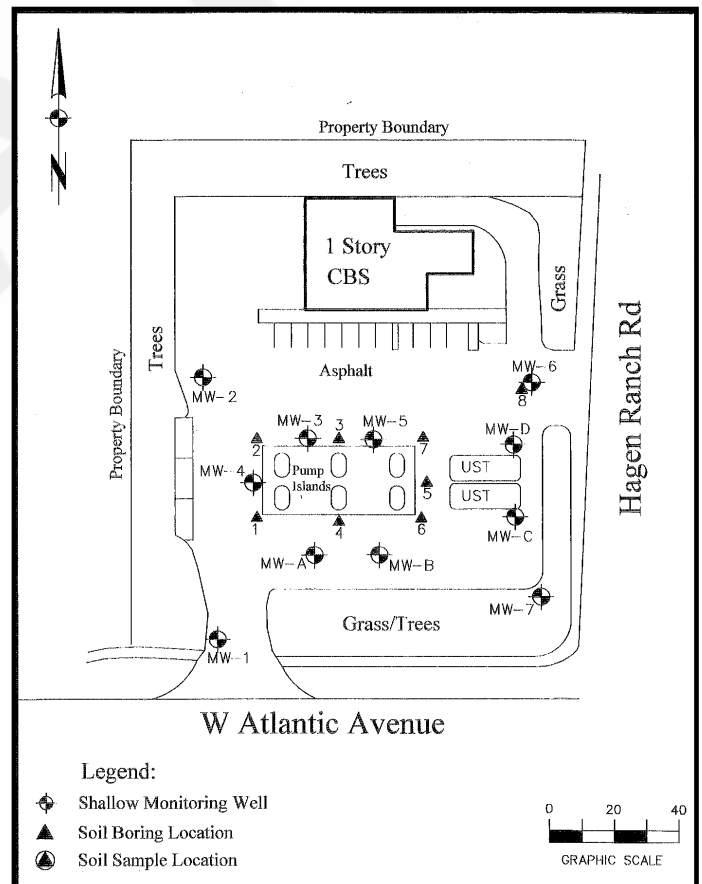 N
Property Boundary
Trees
1 Story
CBS
Grass
Hagen Ranch Rd
Trees
Property Boundary
Asphalt
MW-6
8
MW-2
MW-3
3
MW-5
2
7
MW-D
MW-4
Pump
Islands
5
UST
UST
1
4
6
MW-C
MW-A
MW-B
MW-7
Grass/Trees
MW-1
W Atlantic Avenue
Legend:
Shallow Monitoring Well
Soil Boring Location
Soil Sample Location
0 20 40
GRAPHIC SCALE